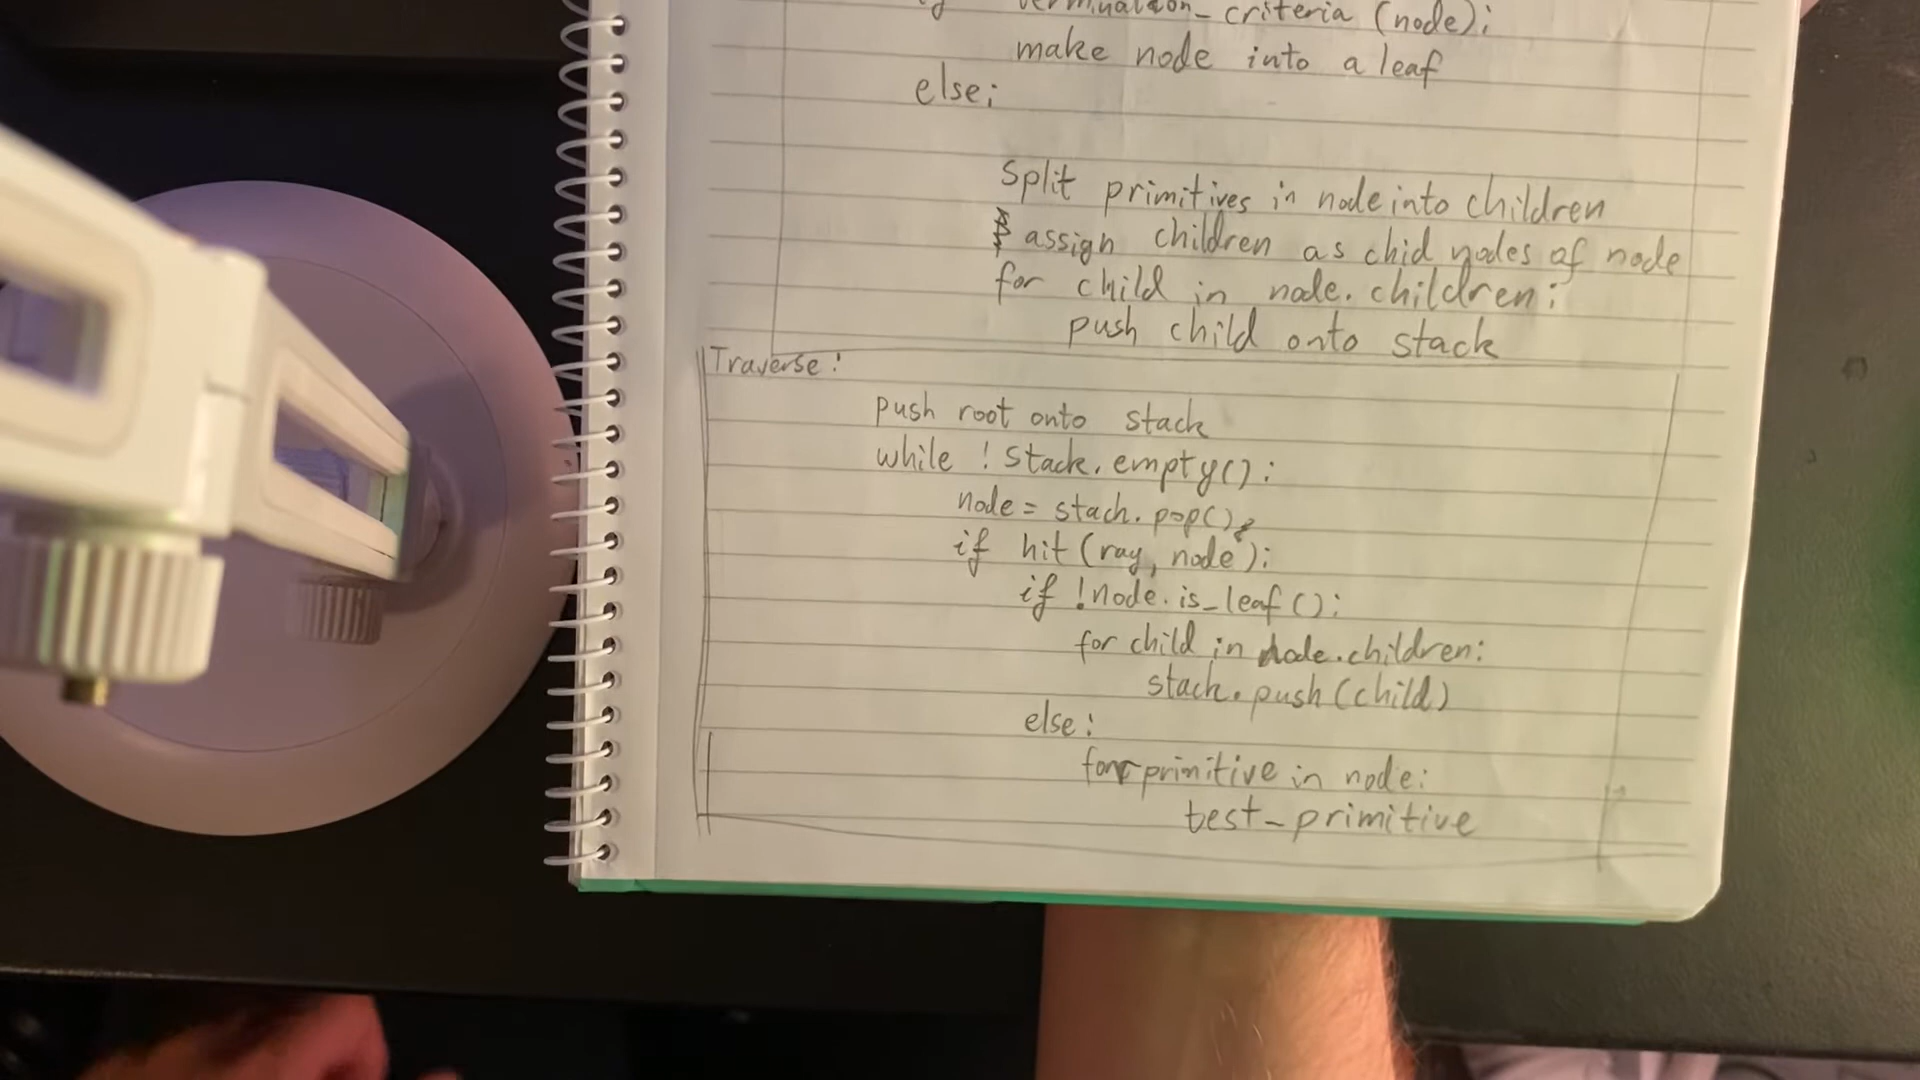 termination_criteria (node):
make node into a leaf
else:
Split primitives in node into children
assign children as chid nodes of node
for child in node.children:
push child onto stack
Traverse:
push root onto stack
while !stack.empty():
node = stack.pop();
if hit(ray, node):
if !node.is_leaf():
for child in node.children:
stack.push(child)
else:
for primitive in node:
test_primitive